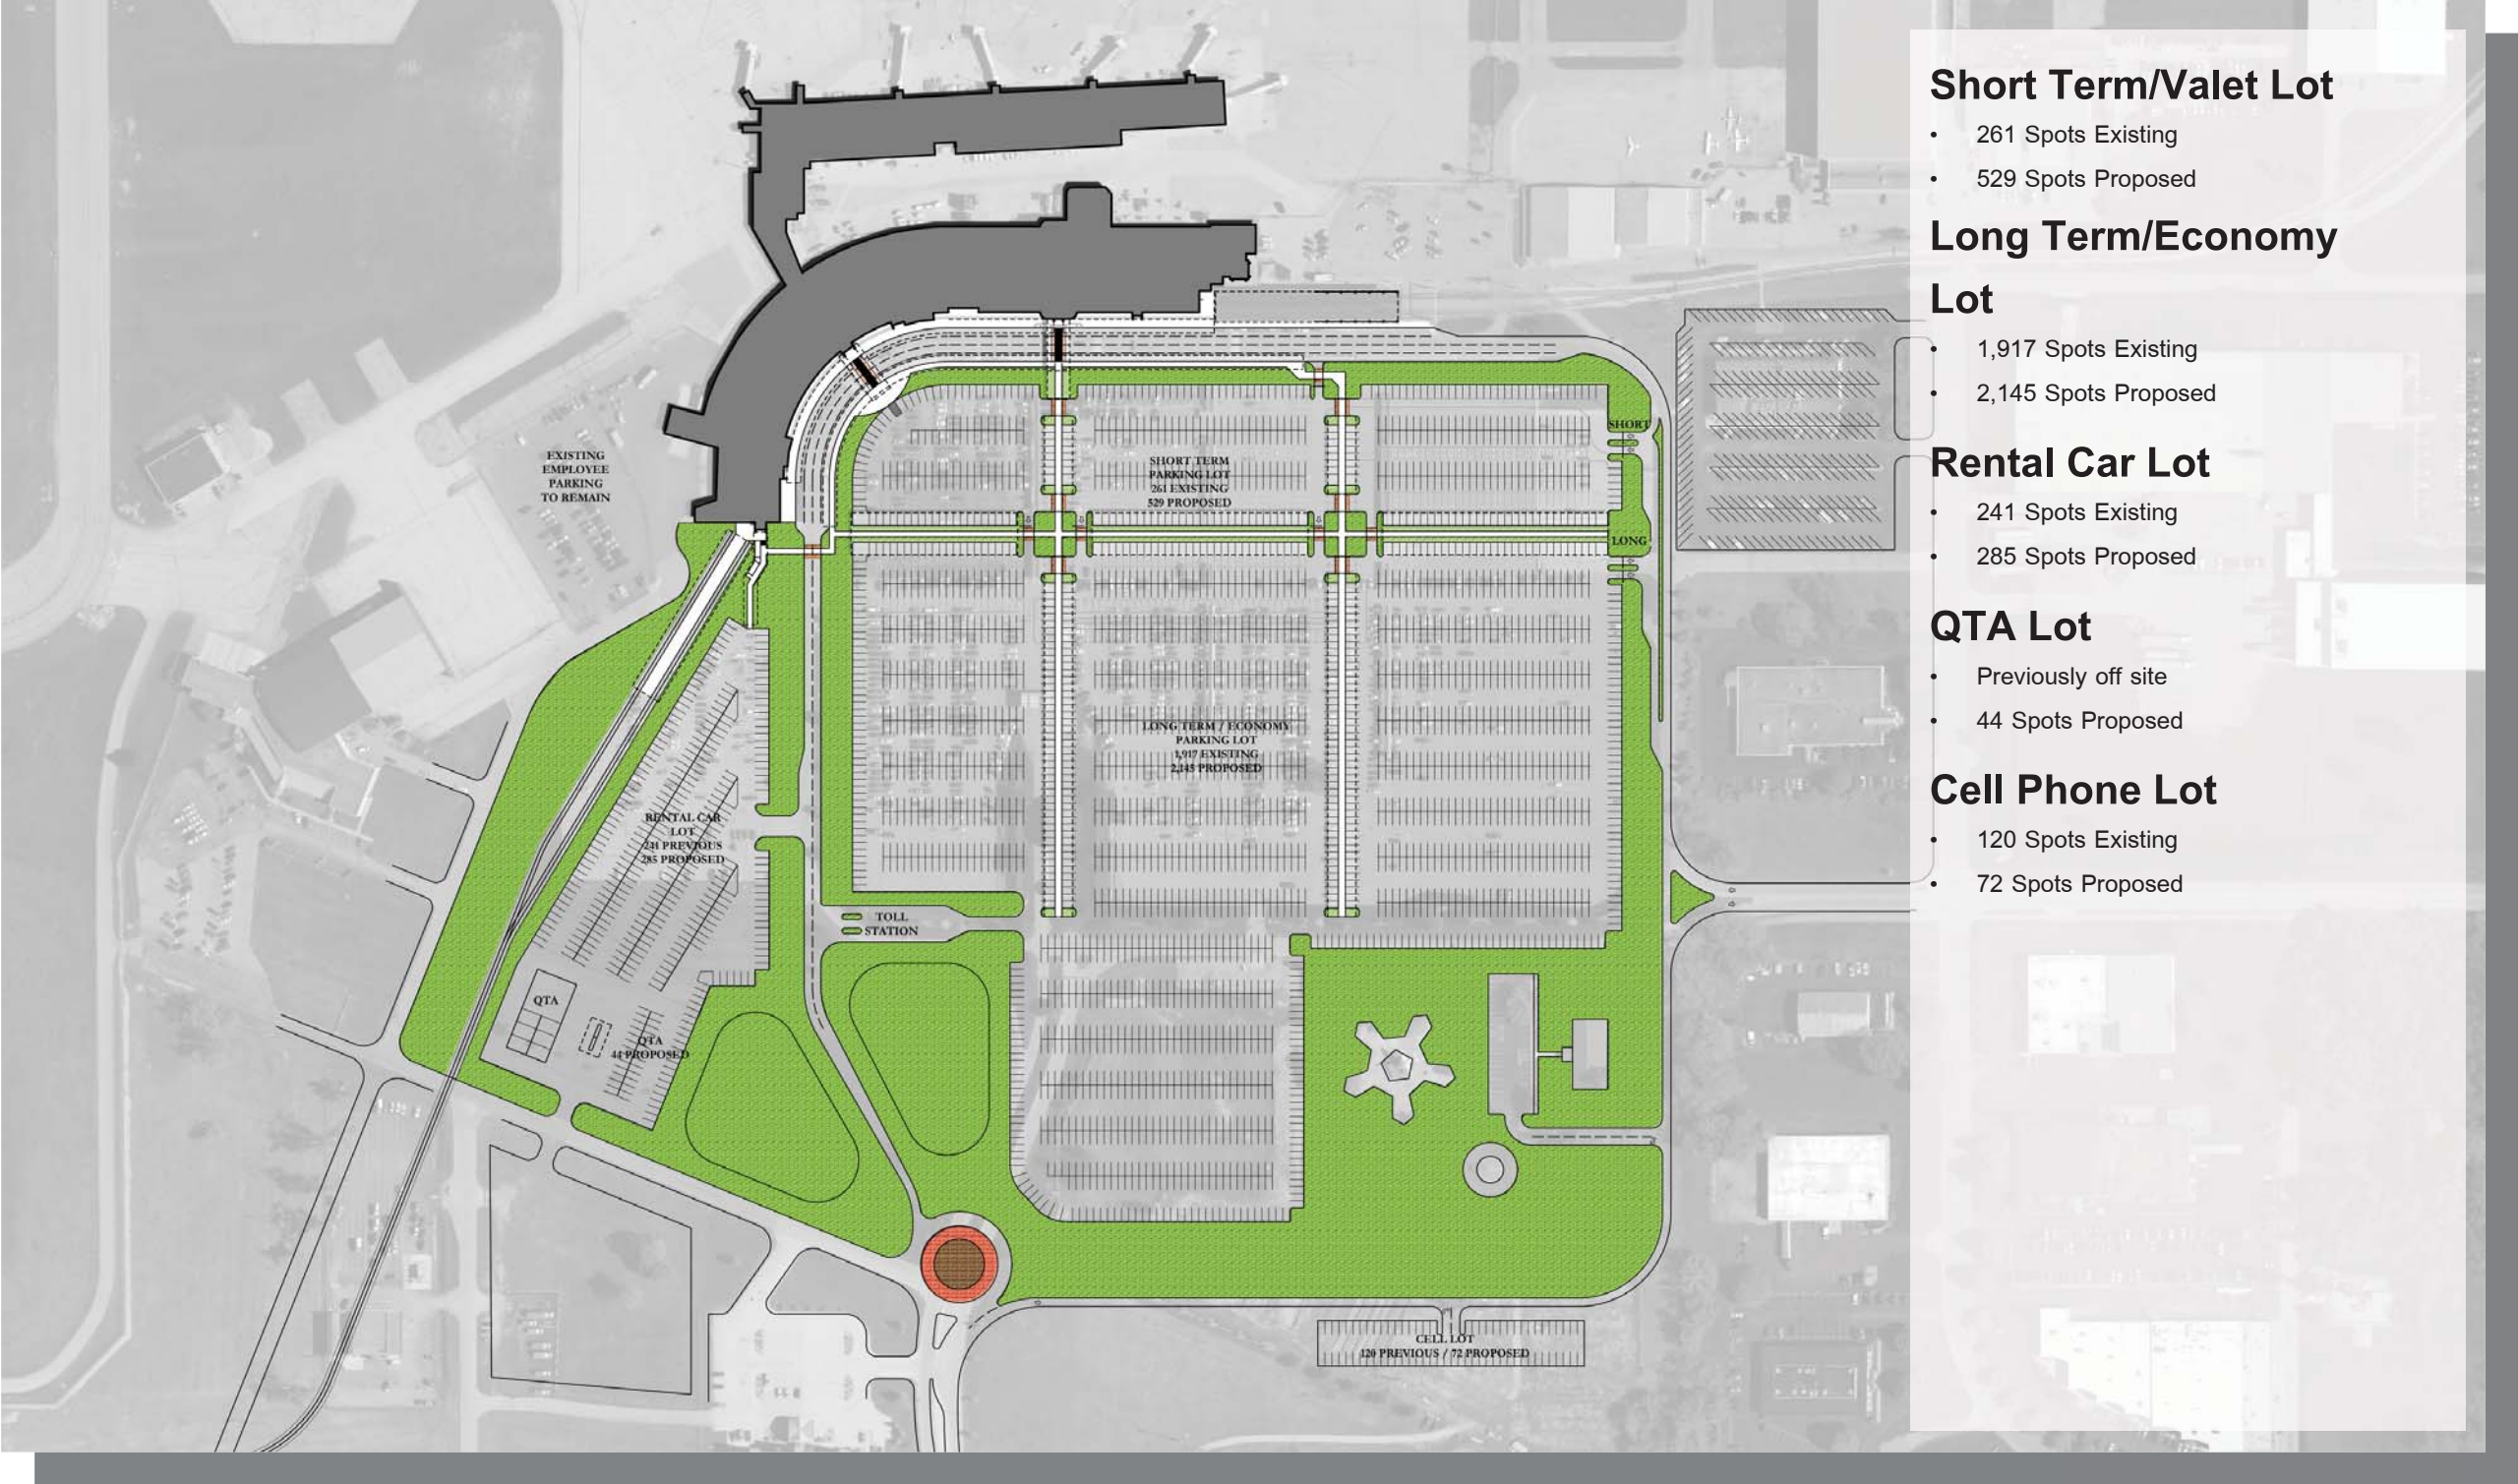 Short Term/Valet Lot
• 261 Spots Existing
• 529 Spots Proposed
Long Term/Economy
Lot
• 1,917 Spots Existing
• 2,145 Spots Proposed
Rental Car Lot
• 241 Spots Existing
• 285 Spots Proposed
QTA Lot
• Previously off site
• 44 Spots Proposed
Cell Phone Lot
• 120 Spots Existing
• 72 Spots Proposed
EXISTING
EMPLOYEE
PARKING
TO REMAIN
SHORT TERM
PARKING LOT
261 EXISTING
529 PROPOSED
SHORT
LONG
LONG TERM / ECONOMY
PARKING LOT
1,917 EXISTING
2,145 PROPOSED
RENTAL CAR
LOT
241 PREVIOUS
285 PROPOSED
TOLL
STATION
QTA
QTA
44 PROPOSED
CELL LOT
120 PREVIOUS / 72 PROPOSED